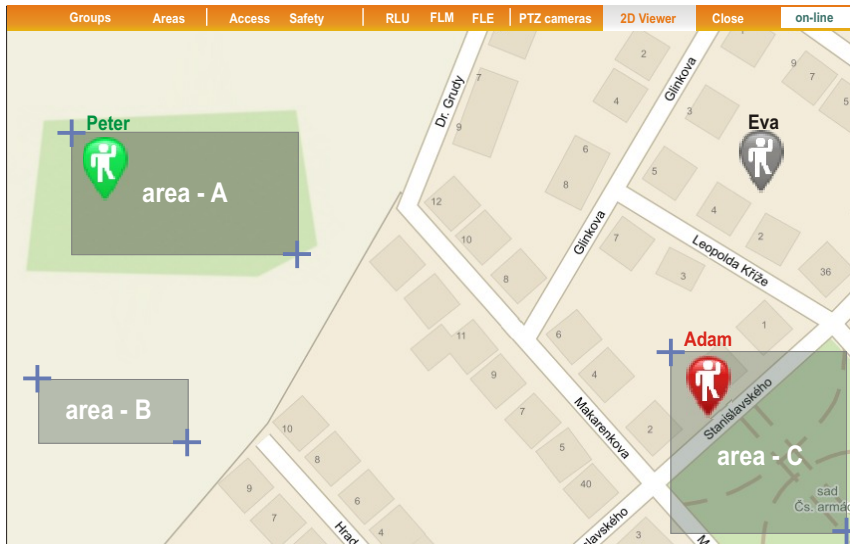 Groups Areas Access Safety RLU FLM FLE PTZ cameras 2D Viewer Close on-line
Peter
area - A
Dr. Grudy
7
9
Glinkova
2
4
3
9
7
5
Eva
6
8
5
4
2
36
Leopolda Kříže
12
10
8
Glinkova
7
3
1
11
9
7
5
40
6
4
2
Makarenkova
Adam
Stanislavského
area - C
sad
Čs. armá
area - B
10
8
6
4
9
7
Hrad
slavského
3
M